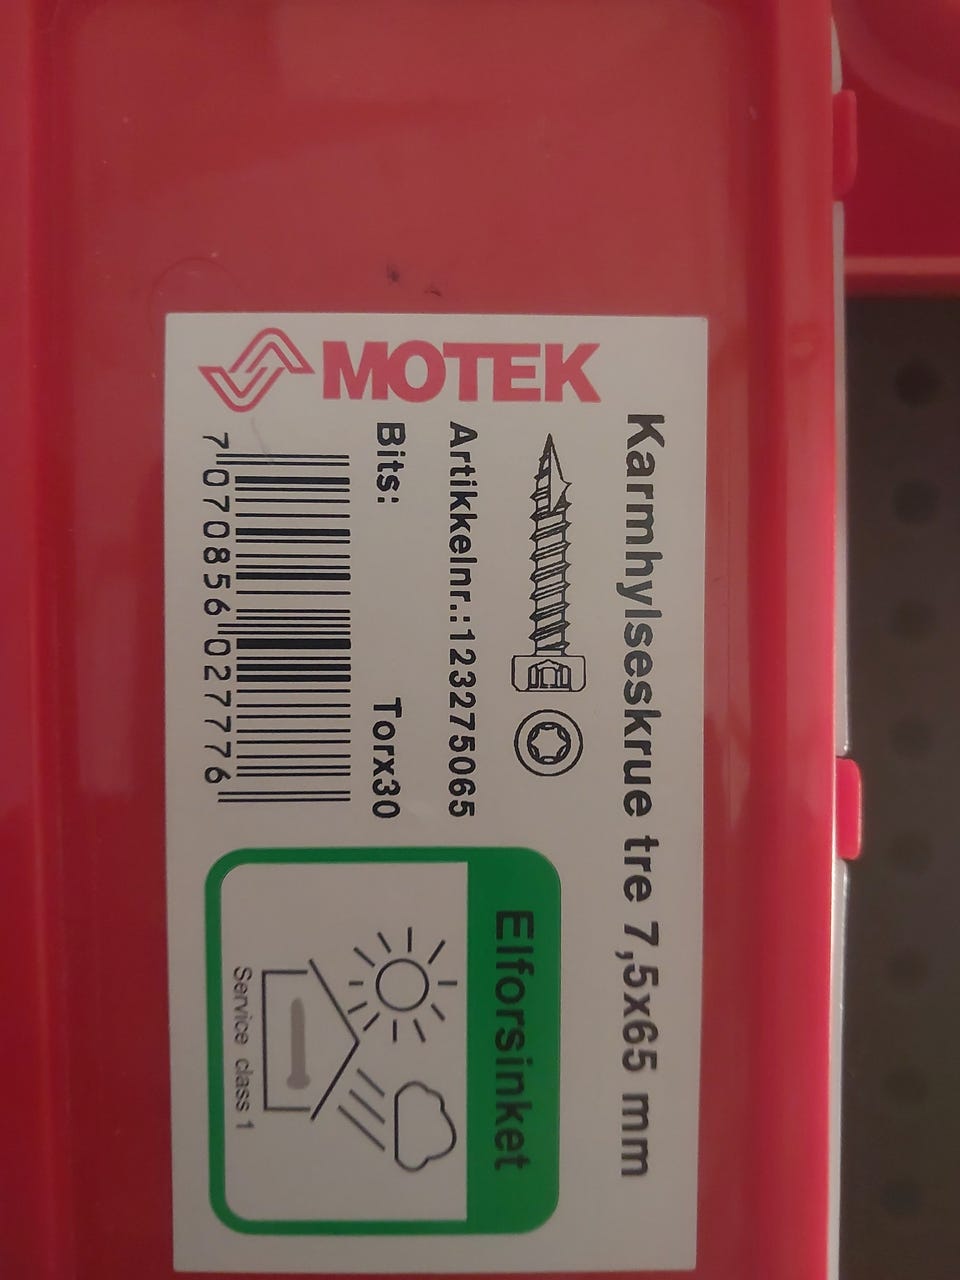 Karmhylseskrue tre 7,5x65 mm
MOTEK
Artikkelnr.:123275065
Bits: Torx30
7 070856 027776
Elforsinket
Service class 1